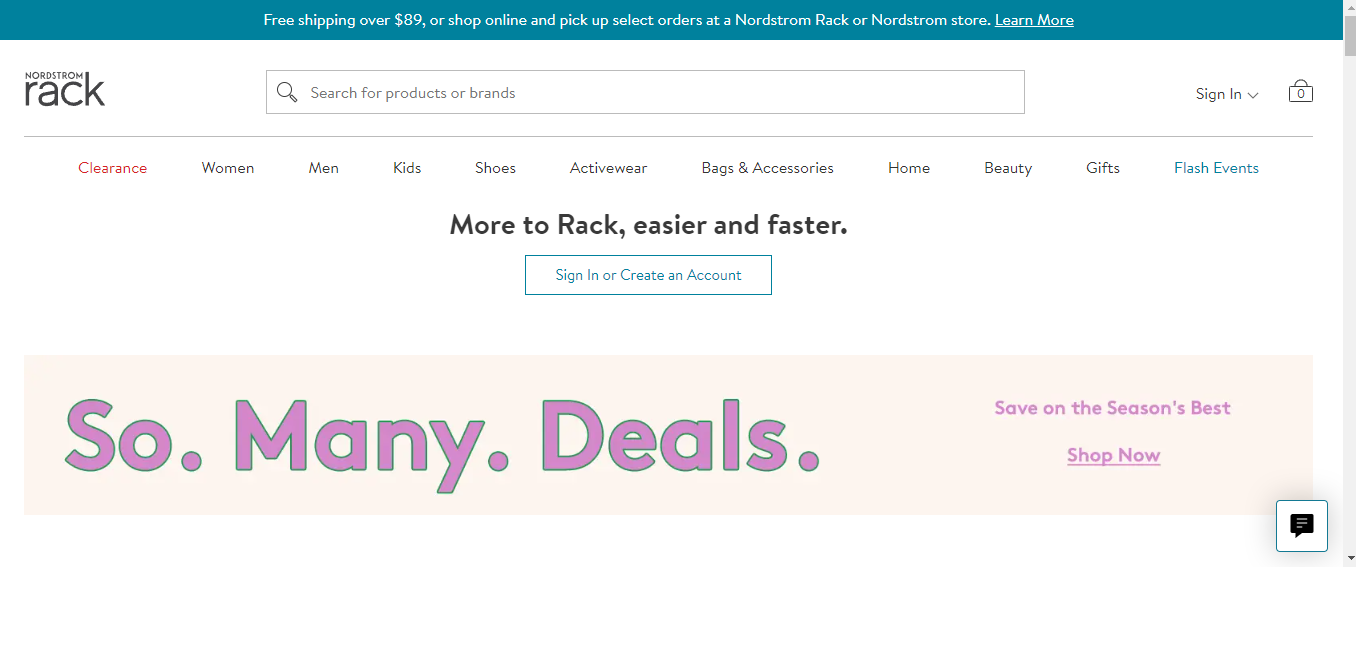 Free shipping over $89, or shop online and pick up select orders at a Nordstrom Rack or Nordstrom store. Learn More
NORDSTROM
rack
Search for products or brands
Sign In
0
Clearance Women Men Kids Shoes Activewear Bags & Accessories Home Beauty Gifts Flash Events
More to Rack, easier and faster.
Sign In or Create an Account
So. Many. Deals.
Save on the Season's Best
Shop Now